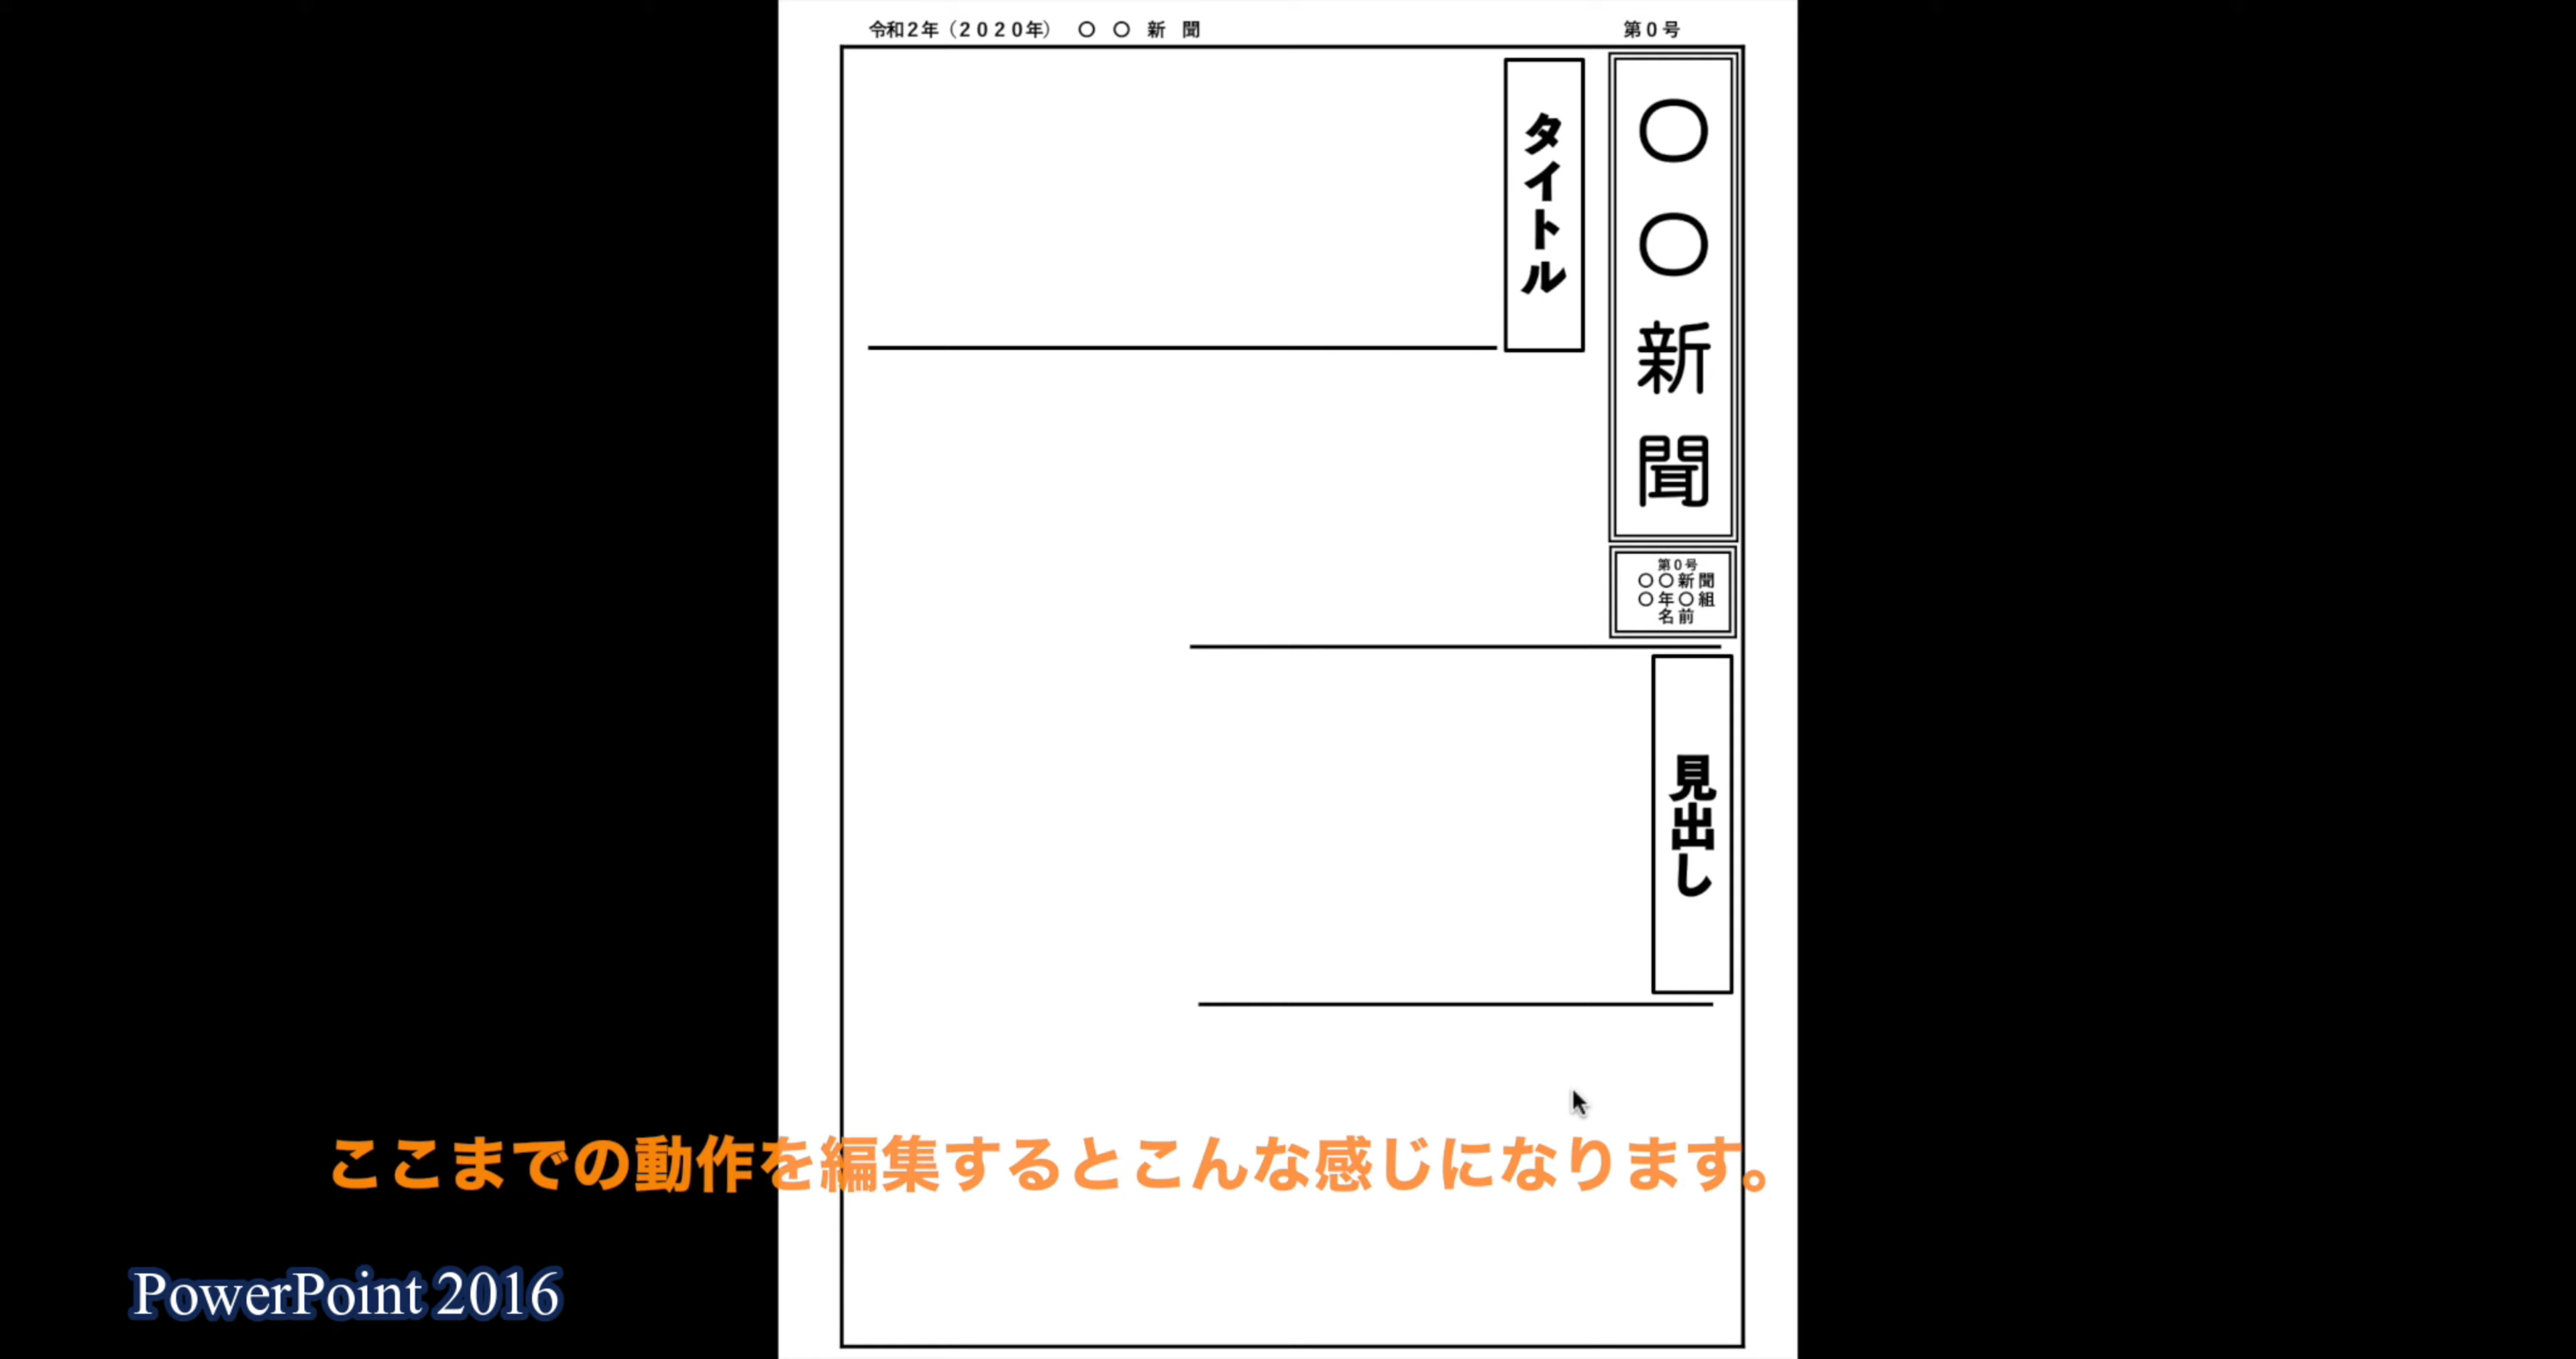 令和2年（2020年） 〇 〇 新 聞
第0号
〇〇新聞
タイトル
第0号
〇〇新聞
〇年〇組
名前
見出し
ここまでの動作を編集するとこんな感じになります。
PowerPoint 2016